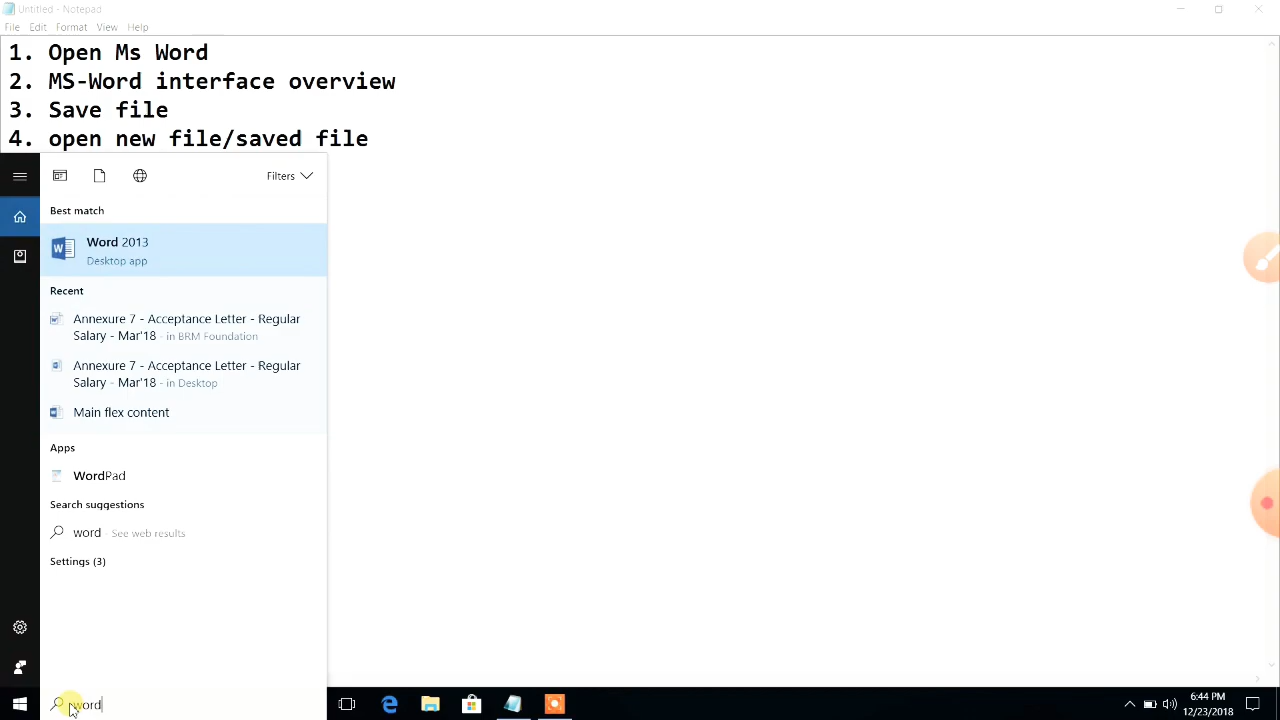 Untitled - Notepad
File Edit Format View Help
1. Open Ms Word
2. MS-Word interface overview
3. Save file
4. open new file/saved file
Filters
Best match
Word 2013
Desktop app
Recent
Annexure 7 - Acceptance Letter - Regular
Salary - Mar'18 - in BRM Foundation
Annexure 7 - Acceptance Letter - Regular
Salary - Mar'18 - in Desktop
Main flex content
Apps
WordPad
Search suggestions
word - See web results
Settings (3)
word
6:44 PM
12/23/2018